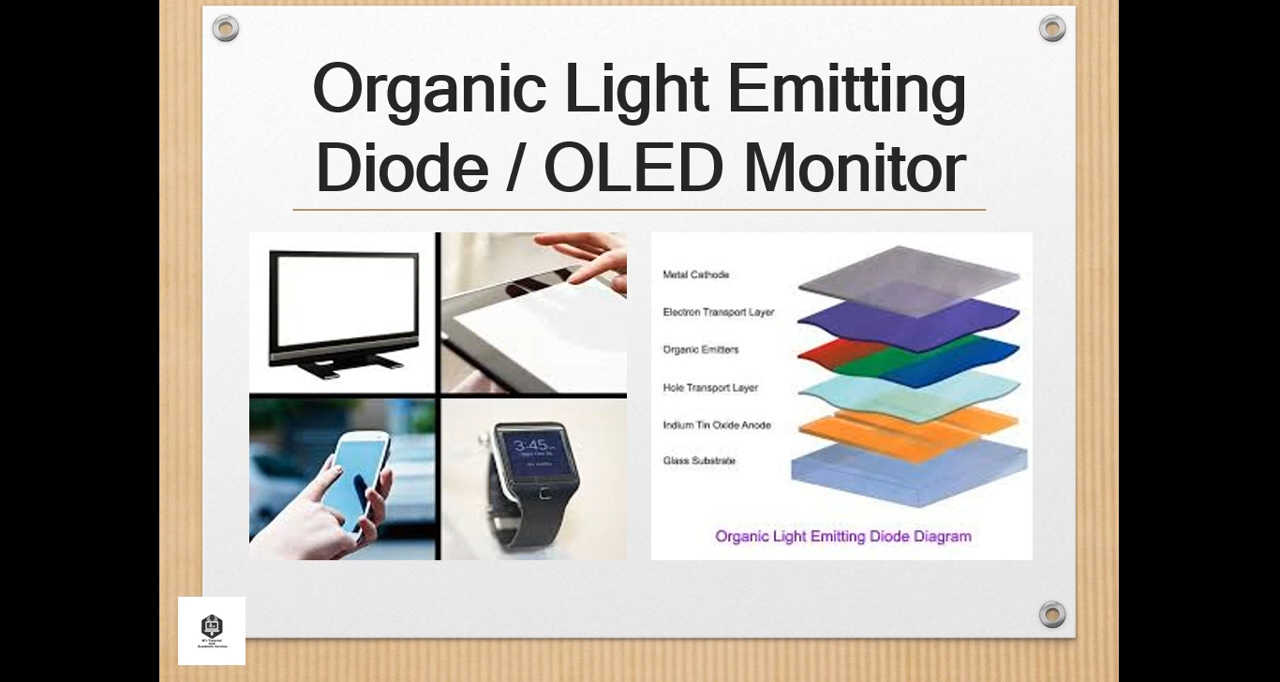 Organic Light Emitting
Diode / OLED Monitor
3:45
Metal Cathode
Electron Transport Layer
Organic Emitters
Hole Transport Layer
Indium Tin Oxide Anode
Glass Substrate
Organic Light Emitting Diode Diagram